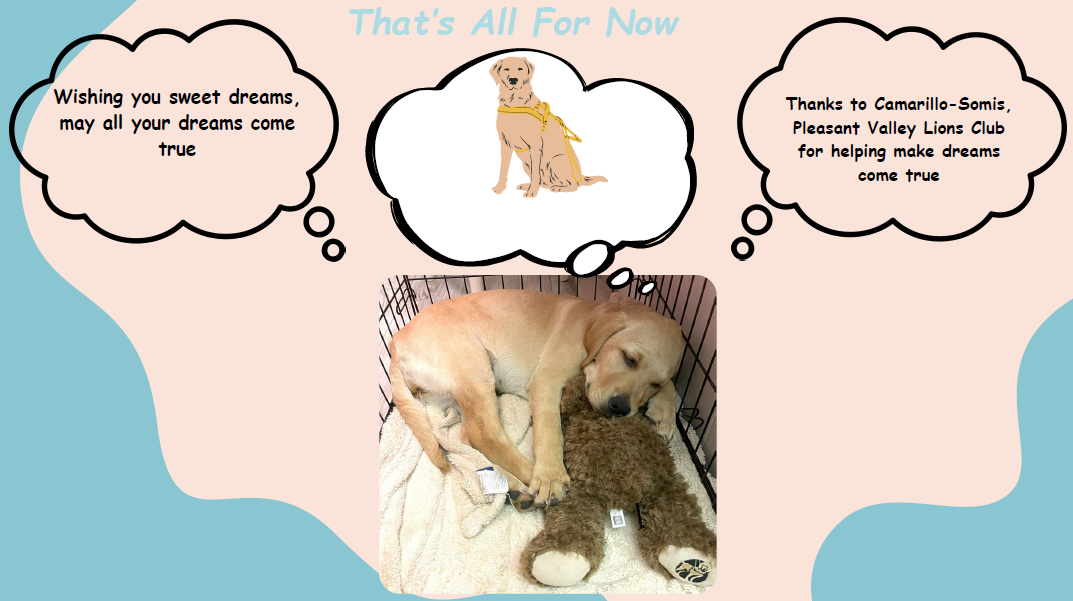 That's All For Now
Wishing you sweet dreams,
may all your dreams come
true
Thanks to Camarillo-Somis,
Pleasant Valley Lions Club
for helping make dreams
come true